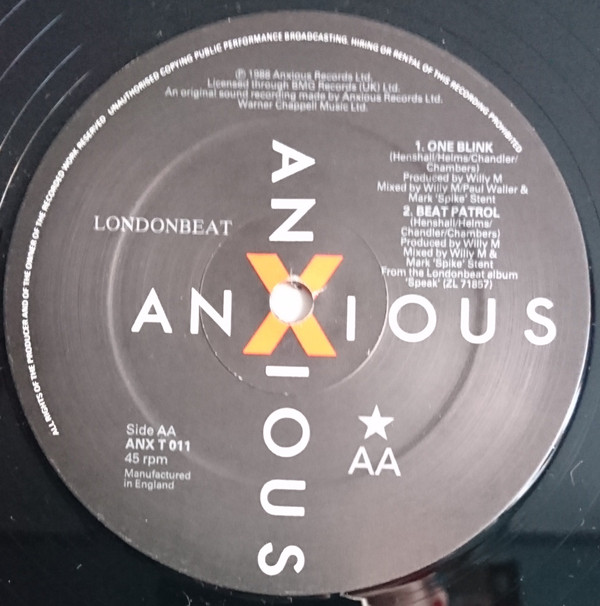 ALL RIGHTS OF THE PRODUCER AND OF THE OWNER OF THE RECORDED WORK RESERVED UNAUTHORISED COPYING PUBLIC PERFORMANCE BROADCASTING, HIRING OR RENTAL OF THIS RECORDING PROHIBITED
℗ 1988 Anxious Records Ltd.
Licensed through BMG Records (UK) Ltd.
An original sound recording made by Anxious Records Ltd.
Warner Chappell Music Ltd.
1. ONE BLINK
(Henshall/Helms/Chandler/
Chambers)
Produced by Willy M
Mixed by Willy M/Paul Waller &
Mark 'Spike' Stent
2. BEAT PATROL
(Henshall/Helms/
Chandler/Chambers)
Produced by Willy M
Mixed by Willy M &
Mark 'Spike' Stent
From the Londonbeat album
'Speak' (ZL 71857)
LONDONBEAT
ANXIOUS
ANXIOUS
Side AA
ANX T 011
45 rpm
Manufactured
in England
AA